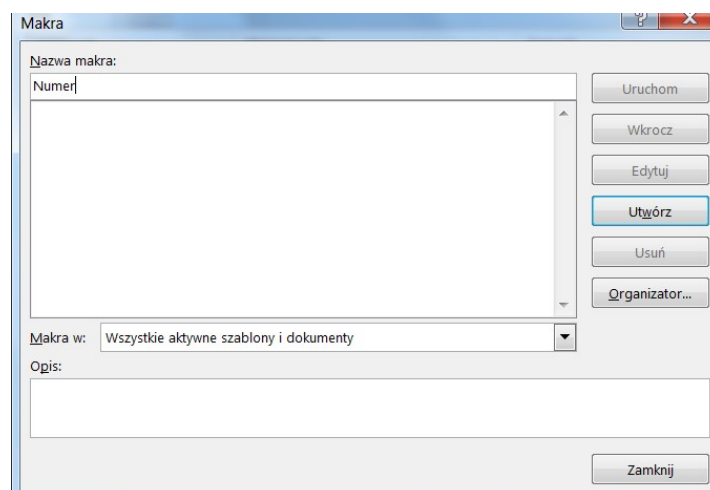 Makra
Nazwa makra:
Numer
Uruchom
Wkrocz
Edytuj
Utwórz
Usuń
Organizator...
Makra w: Wszystkie aktywne szablony i dokumenty
Opis:
Zamknij